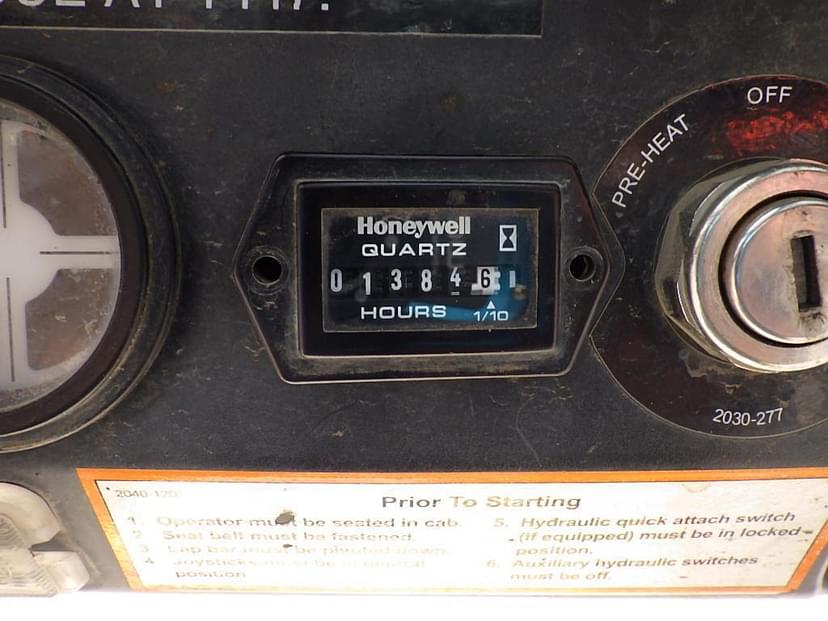 OFF
PRE-HEAT
Honeywell
QUARTZ
0 1 3 8 4 6
HOURS 1/10
2030-277
2040-120
Prior To Starting
1. Operator must be seated in cab.
2. Seat belt must be fastened.
3. Lap bar must be pivoted down.
4. Joysticks must be in neutral
position
5. Hydraulic quick attach switch
(if equipped) must be in locked
position.
6. Auxiliary hydraulic switches
must be off.